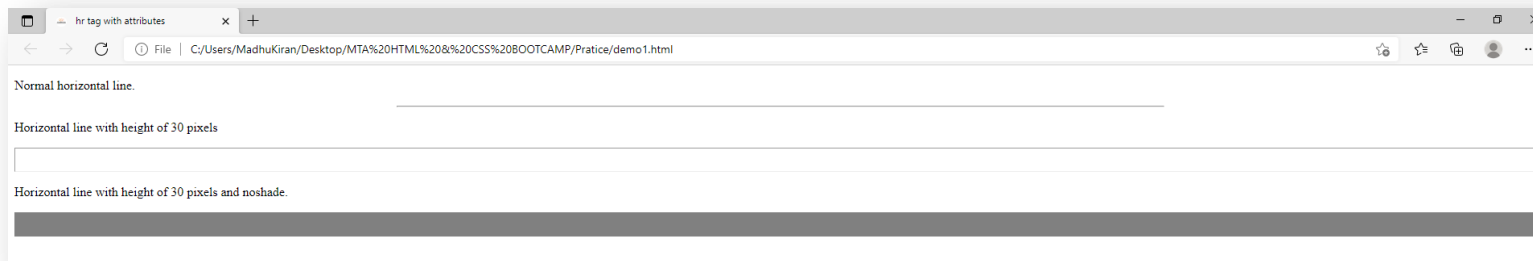 hr tag with attributes
File | C:/Users/MadhuKiran/Desktop/MTA%20HTML%20&%20CSS%20BOOTCAMP/Pratice/demo1.html
Normal horizontal line.
Horizontal line with height of 30 pixels
Horizontal line with height of 30 pixels and noshade.